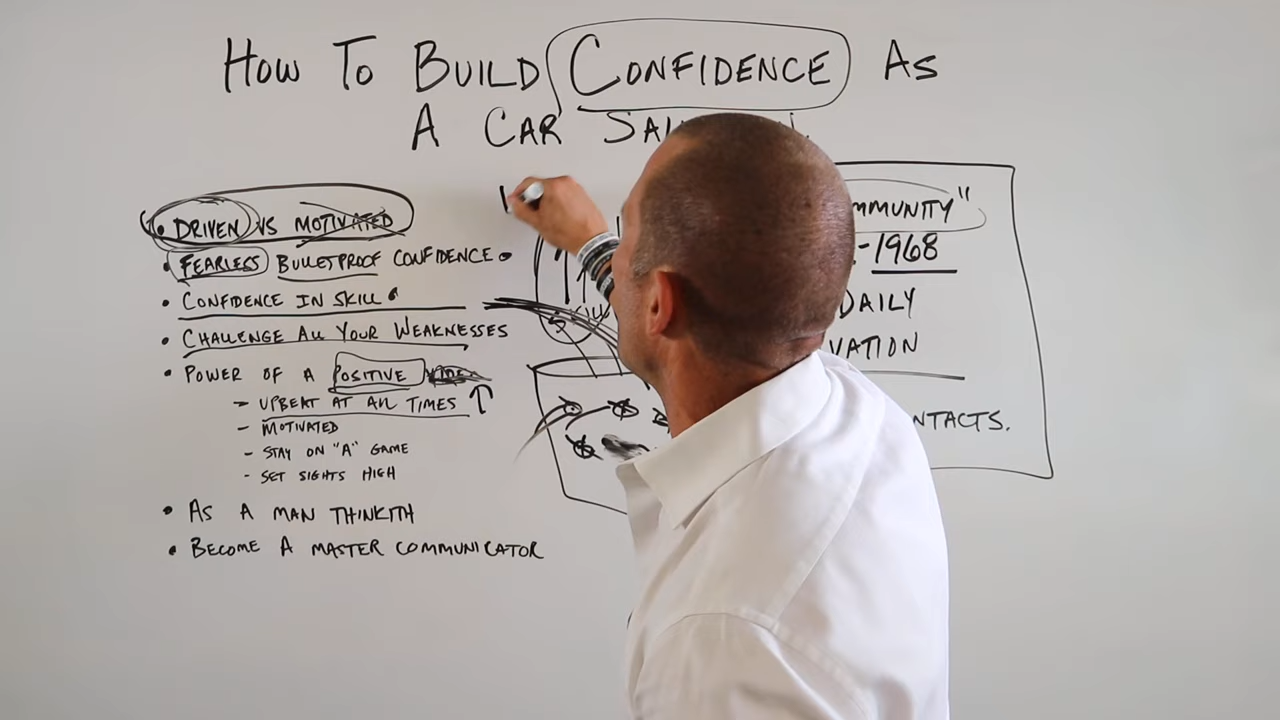 How To Build Confidence As
A Car
• Driven vs Motivated
• Fearless Bulletproof Confidence •
• Confidence in Skill •
• Challenge All Your Weaknesses
• Power of a Positive
- Upbeat at all times ↑
- Motivated
- Stay on "A" Game
- Set Sights High
• As a man thinkith
• Become a master communicator
mmunity"
-1968
Daily
vation
ntacts.